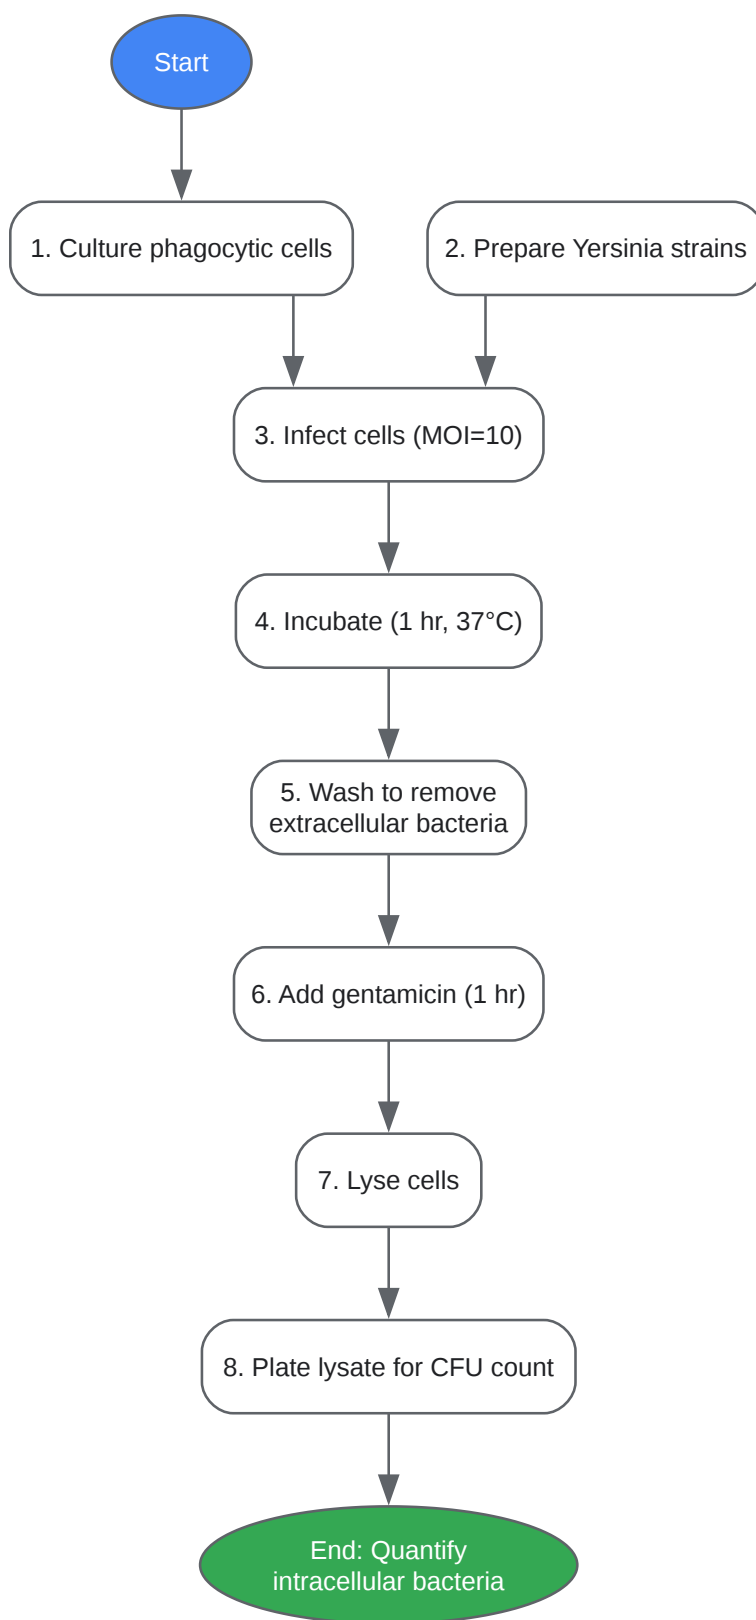 Start
1. Culture phagocytic cells
2. Prepare Yersinia strains
3. Infect cells (MOI=10)
4. Incubate (1 hr, 37°C)
5. Wash to remove
extracellular bacteria
6. Add gentamicin (1 hr)
7. Lyse cells
8. Plate lysate for CFU count
End: Quantify
intracellular bacteria